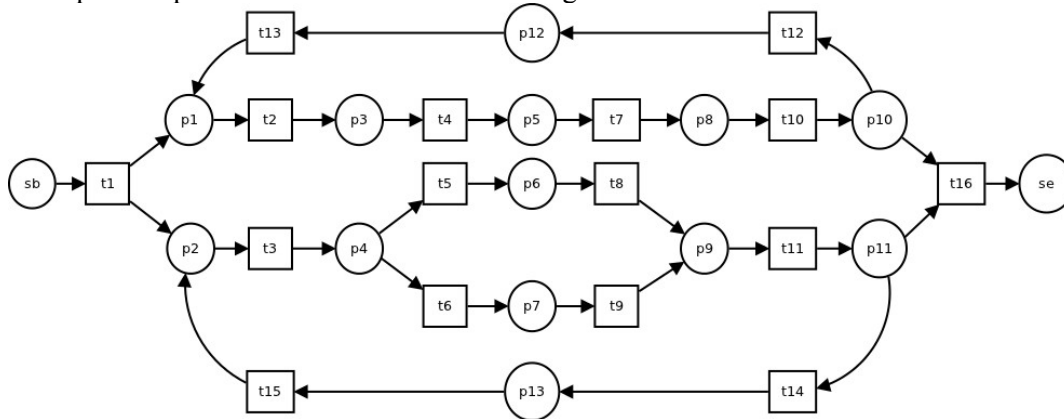 t13 p12 t12
p1 t2 p3 t4 p5 t7 p8 t10 p10
sb t1 t5 p6 t8 t16 se
p2 t3 p4 p9 t11 p11
t6 p7 t9
t15 p13 t14